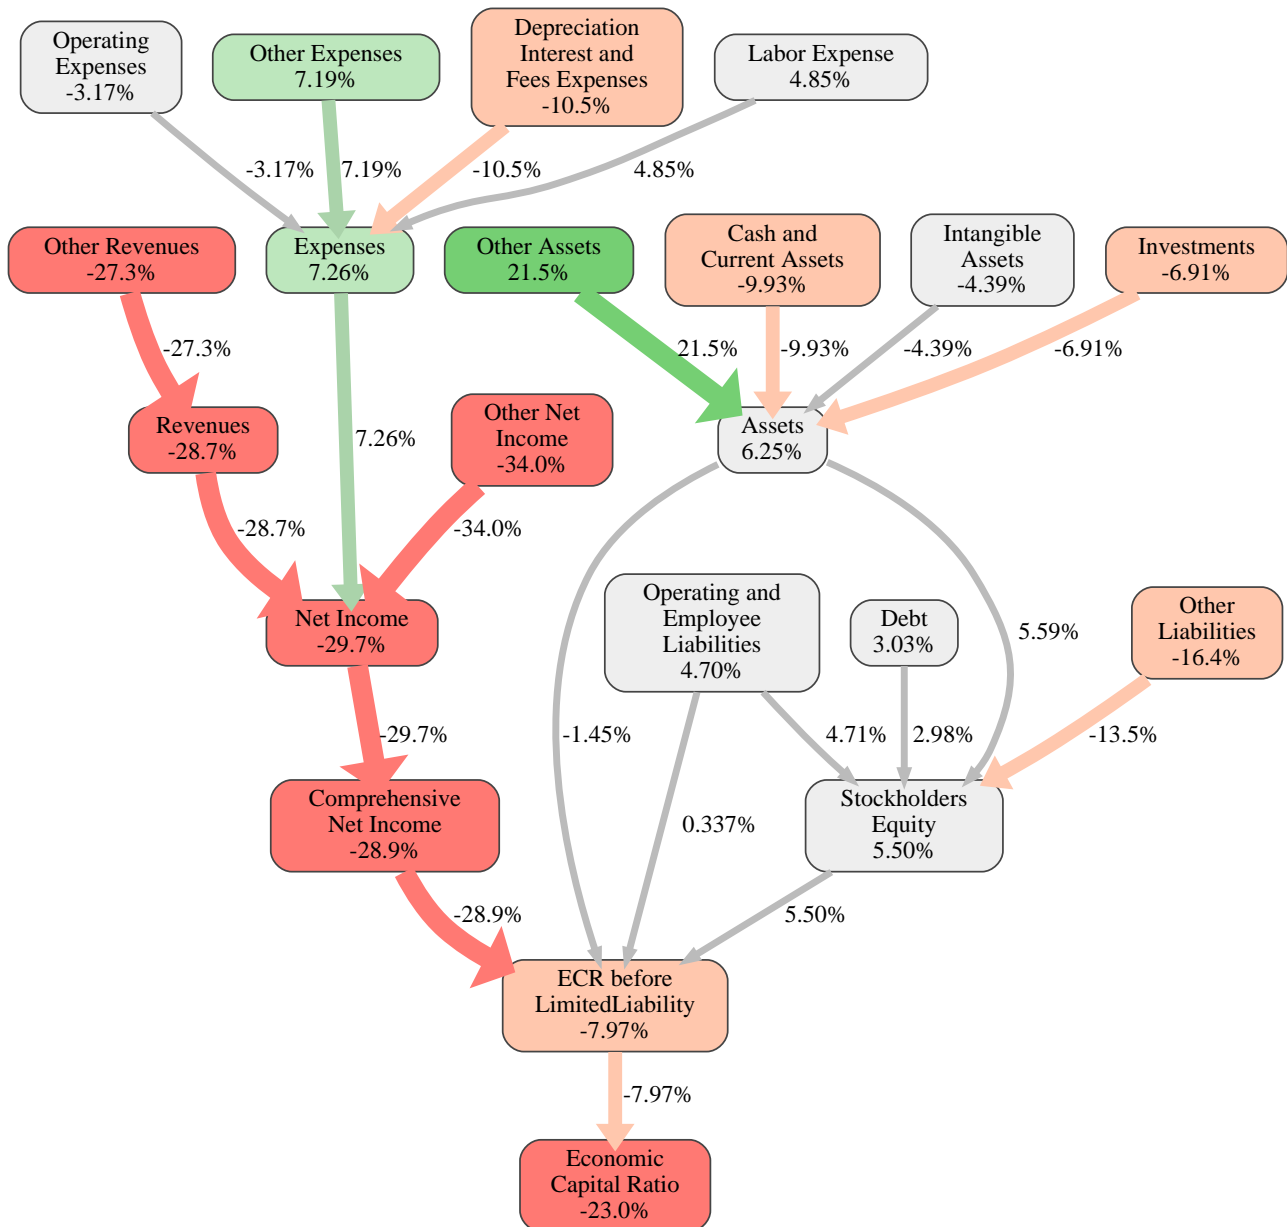 Operating
Expenses
-3.17%
Other Expenses
7.19%
Depreciation
Interest and
Fees Expenses
-10.5%
Labor Expense
4.85%
-3.17%
7.19%
-10.5%
4.85%
Other Revenues
-27.3%
Expenses
7.26%
Other Assets
21.5%
Cash and
Current Assets
-9.93%
Intangible
Assets
-4.39%
Investments
-6.91%
-27.3%
21.5%
-9.93%
-4.39%
-6.91%
Revenues
-28.7%
7.26%
Other Net
Income
-34.0%
Assets
6.25%
-28.7%
-34.0%
Net Income
-29.7%
Operating and
Employee
Liabilities
4.70%
Debt
3.03%
5.59%
Other
Liabilities
-16.4%
-29.7%
-1.45%
4.71%
2.98%
-13.5%
Comprehensive
Net Income
-28.9%
0.337%
Stockholders
Equity
5.50%
-28.9%
5.50%
ECR before
LimitedLiability
-7.97%
-7.97%
Economic
Capital Ratio
-23.0%